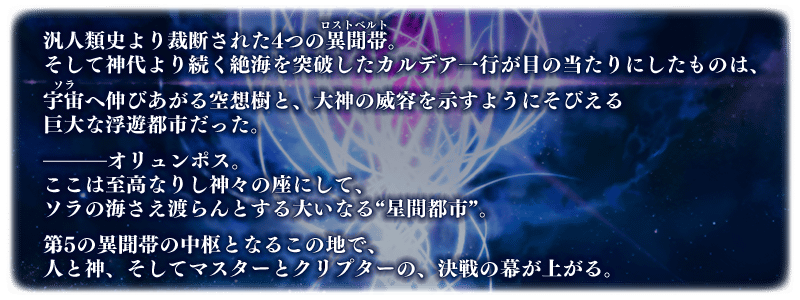 汎人類史より裁断された4つの異聞帯。
そして神代より続く絶海を突破したカルデア一行が目の当たりにしたものは、
宇宙へ伸びあがる空想樹と、大神の威容を示すようにそびえる
巨大な浮遊都市だった。
―――オリュンポス。
ここは至高なりし神々の座にして、
ソラの海さえ渡らんとする大いなる“星間都市”。
第5の異聞帯の中枢となるこの地で、
人と神、そしてマスターとクリプターの、決戦の幕が上がる。
ロストベルト
ソラ